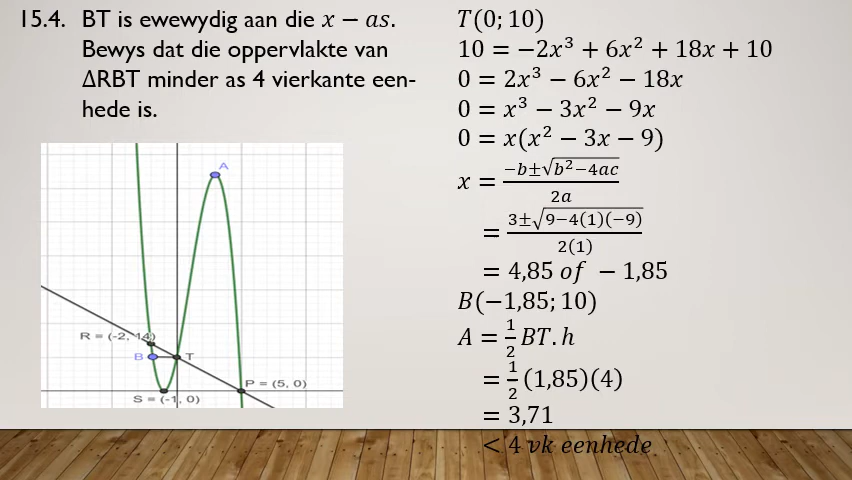 15.4. BT is ewewydig aan die x − as.
Bewys dat die oppervlakte van
ΔRBT minder as 4 vierkante een-
hede is.
A
R = (-2, 14)
B
T
P = (5, 0)
S = (-1, 0)
T(0; 10)
10 = −2x³ + 6x² + 18x + 10
0 = 2x³ − 6x² − 18x
0 = x³ − 3x² − 9x
0 = x(x² − 3x − 9)
x = (−b±√(b²−4ac))/2a
= (3±√(9−4(1)(−9)))/2(1)
= 4,85 of − 1,85
B(−1,85; 10)
A = ½ BT. h
= ½ (1,85)(4)
= 3,71
< 4 vk eenhede